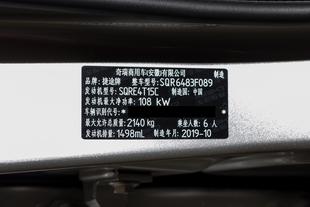 奇瑞商用车(安徽)有限公司 制造
品牌:捷途牌 整车型号:SQR6483F089
发动机型号:SQRE4T15C 制造国:中国
发动机最大净功率:108 kW
车辆识别代号:*
最大允许总质量:2140 kg 乘坐人数:6 人
发动机排量:1498mL 制造年月:2019-10